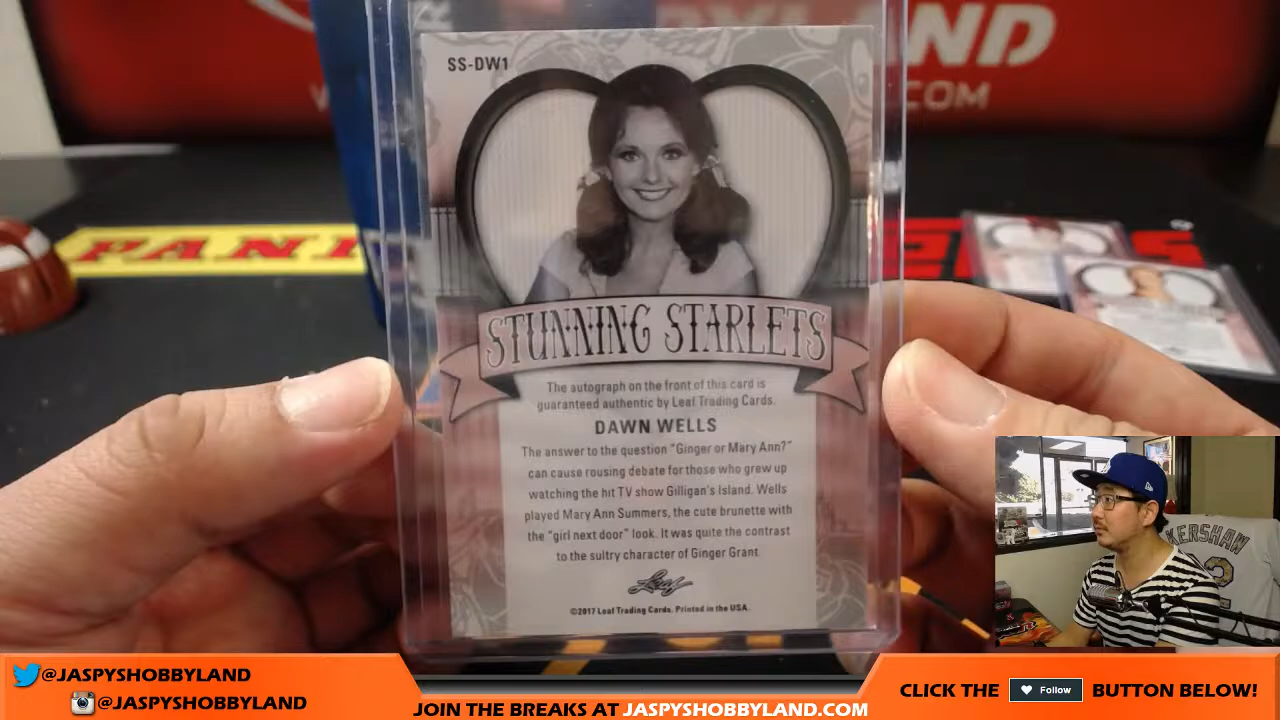 LAND
.COM
SS-DW1
PANI
STUNNING STARLETS
The autograph on the front of this card is
guaranteed authentic by Leaf Trading Cards.
DAWN WELLS
The answer to the question "Ginger or Mary Ann?"
can cause rousing debate for those who grew up
watching the hit TV show Gilligan's Island. Wells
played Mary Ann Summers, the cute brunette with
the "girl next door" look. It was quite the contrast
to the sultry character of Ginger Grant.
Leaf
©2017 Leaf Trading Cards. Printed in the USA.
KERSHAW
@JASPYSHOBBYLAND
@JASPYSHOBBYLAND
JOIN THE BREAKS AT JASPYSHOBBYLAND.COM
CLICK THE Follow BUTTON BELOW!